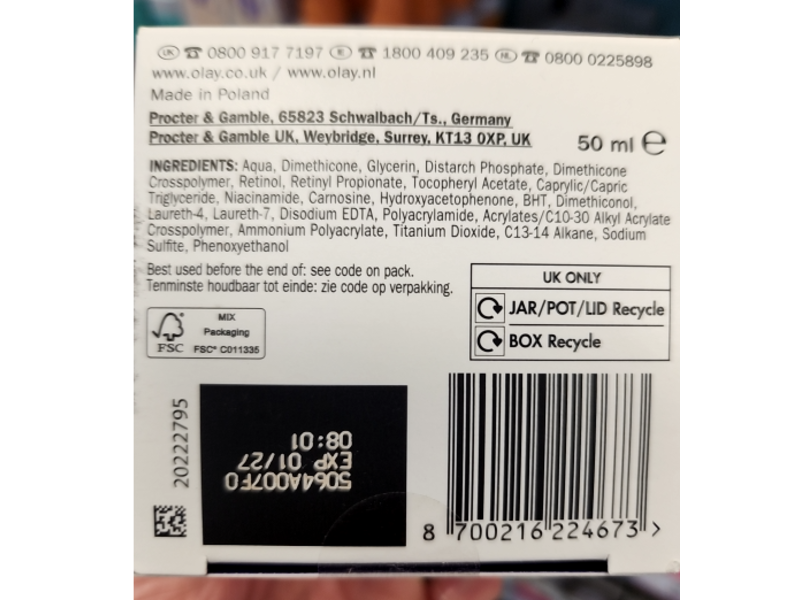 UK ☎ 0800 917 7197 IE ☎ 1800 409 235 NL ☎ 0800 0225898
www.olay.co.uk / www.olay.nl
Made in Poland
Procter & Gamble, 65823 Schwalbach/Ts., Germany
Procter & Gamble UK, Weybridge, Surrey, KT13 0XP, UK
50 ml ℮
INGREDIENTS: Aqua, Dimethicone, Glycerin, Distarch Phosphate, Dimethicone
Crosspolymer, Retinol, Retinyl Propionate, Tocopheryl Acetate, Caprylic/Capric
Triglyceride, Niacinamide, Carnosine, Hydroxyacetophenone, BHT, Dimethiconol,
Laureth-4, Laureth-7, Disodium EDTA, Polyacrylamide, Acrylates/C10-30 Alkyl Acrylate
Crosspolymer, Ammonium Polyacrylate, Titanium Dioxide, C13-14 Alkane, Sodium
Sulfite, Phenoxyethanol
Best used before the end of: see code on pack.
Tenminste houdbaar tot einde: zie code op verpakking.
UK ONLY
JAR/POT/LID Recycle
BOX Recycle
FSC
MIX
Packaging
FSC® C011335
20222795
5064A007F0
EXP 01/27
08:01
8 700216 224673 >